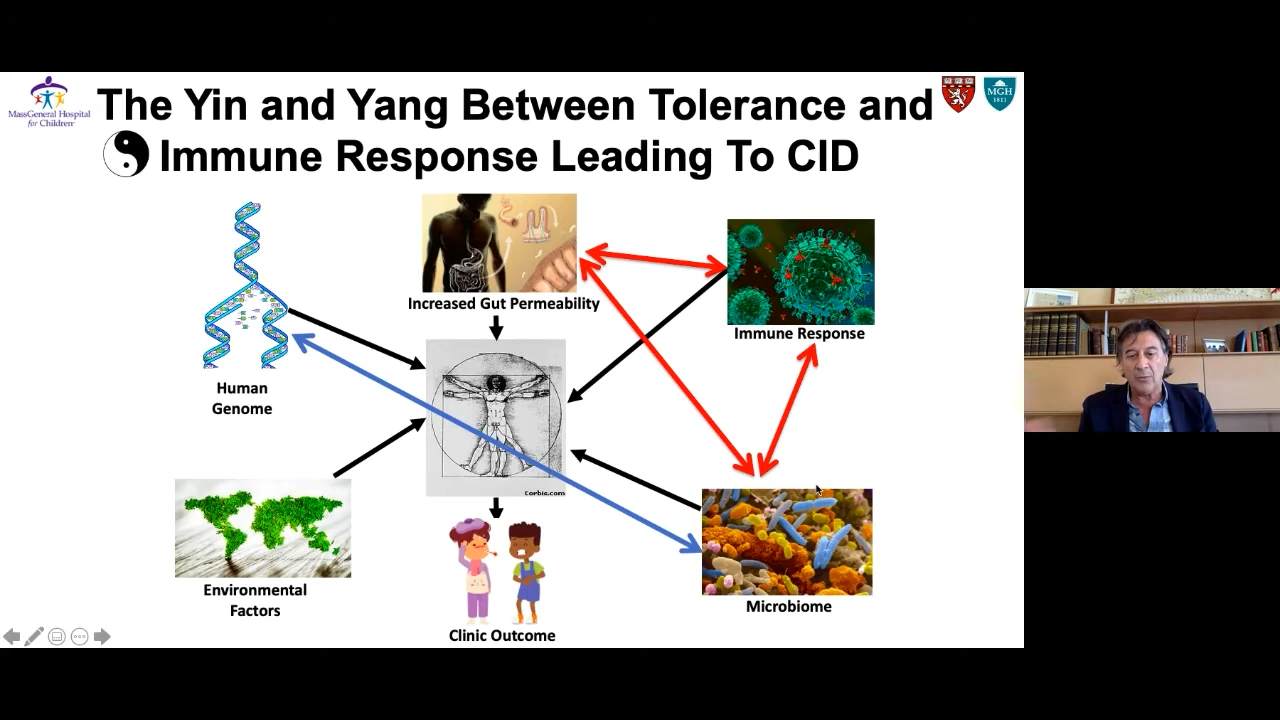 MassGeneral Hospital
for Children
The Yin and Yang Between Tolerance and
Immune Response Leading To CID
MGH
1811
Increased Gut Permeability
Immune Response
Human
Genome
Corbis.com
Environmental
Factors
Microbiome
Clinic Outcome